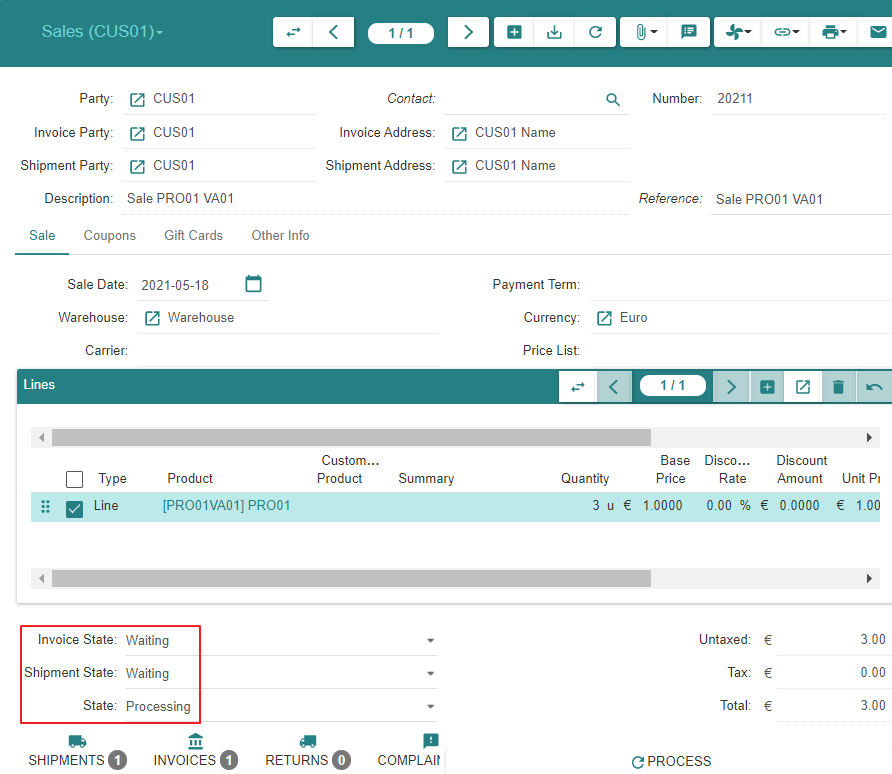 Sales (CUS01)
1 / 1
Party: CUS01 Contact: Number: 20211
Invoice Party: CUS01 Invoice Address: CUS01 Name
Shipment Party: CUS01 Shipment Address: CUS01 Name
Description: Sale PRO01 VA01 Reference: Sale PRO01 VA01
Sale Coupons Gift Cards Other Info
Sale Date: 2021-05-18 Payment Term:
Warehouse: Warehouse Currency: Euro
Carrier: Price List:
Lines 1 / 1
Custom... Base Disco... Discount
Type Product Product Summary Quantity Price Rate Amount Unit Pr
Line [PRO01VA01] PRO01 3 u € 1.0000 0.00 % € 0.0000 € 1.00
Invoice State: Waiting Untaxed: € 3.00
Shipment State: Waiting Tax: € 0.00
State: Processing Total: € 3.00
SHIPMENTS 1 INVOICES 1 RETURNS 0 COMPLAIN PROCESS